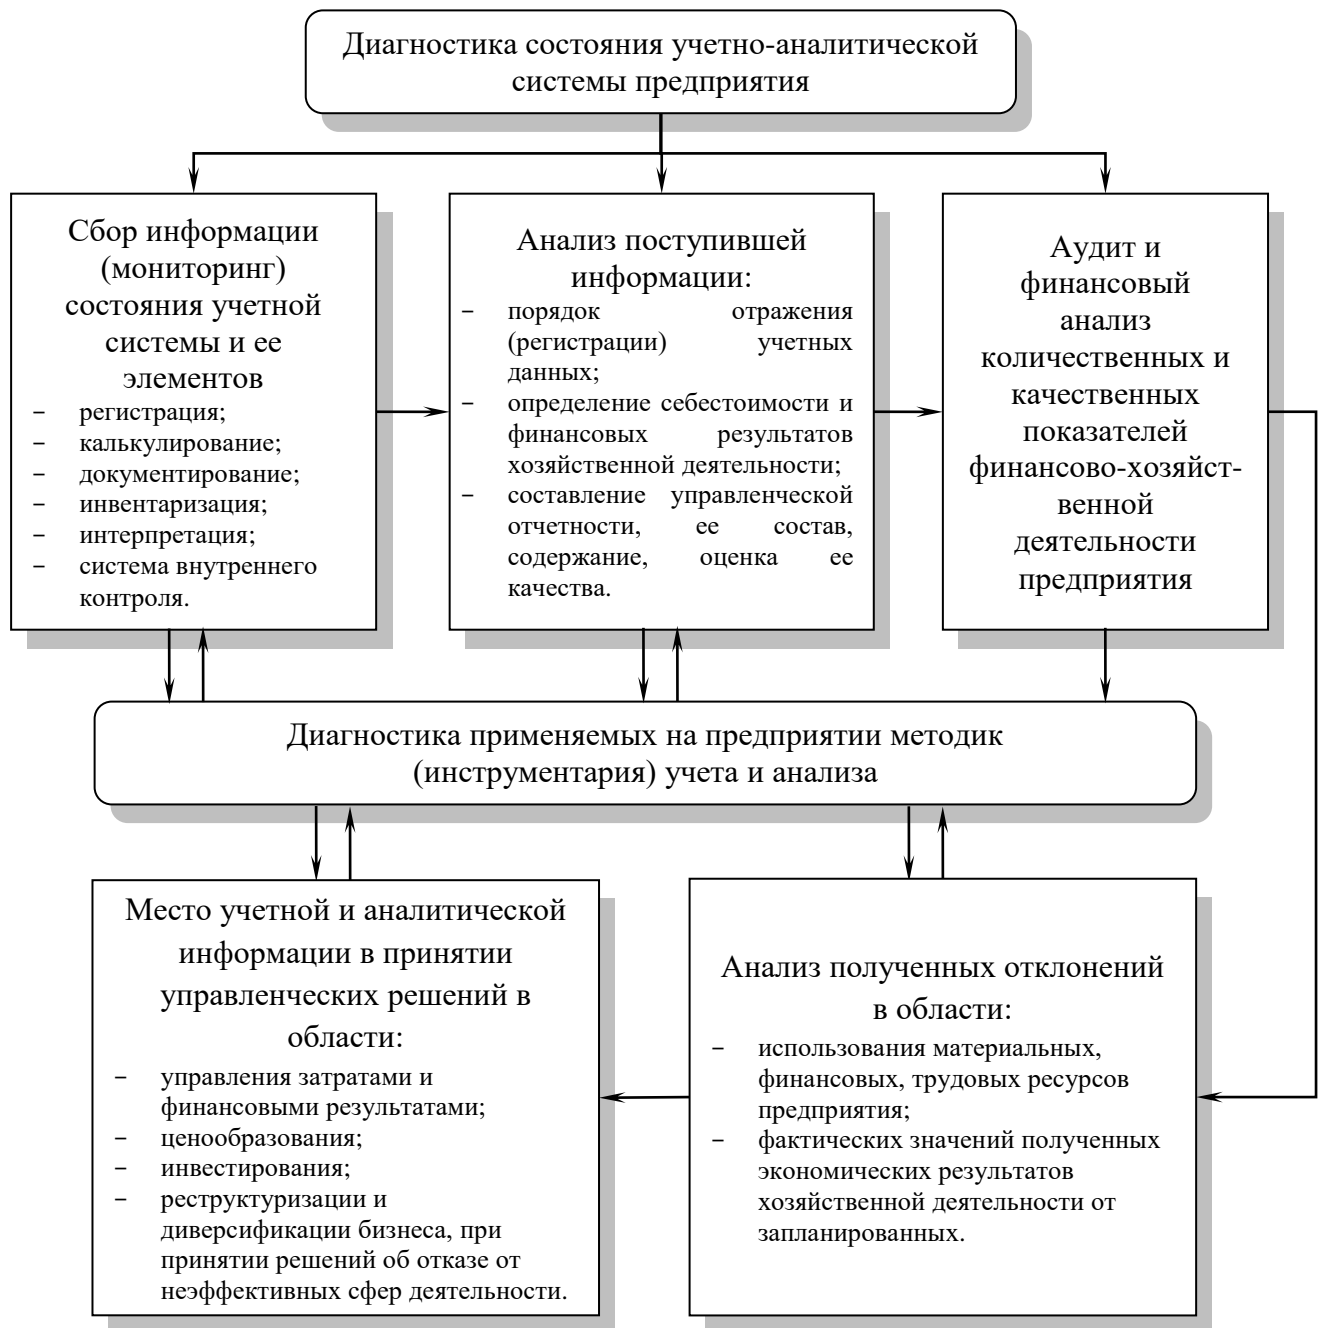 Диагностика состояния учетно-аналитической
системы предприятия
Сбор информации
(мониторинг)
состояния учетной
системы и ее
элементов
− регистрация;
− калькулирование;
− документирование;
− инвентаризация;
− интерпретация;
− система внутреннего
контроля.
Анализ поступившей
информации:
− порядок отражения
(регистрации) учетных
данных;
− определение себестоимости и
финансовых результатов
хозяйственной деятельности;
− составление управленческой
отчетности, ее состав,
содержание, оценка ее
качества.
Аудит и
финансовый
анализ
количественных и
качественных
показателей
финансово-хозяйст-
венной
деятельности
предприятия
Диагностика применяемых на предприятии методик
(инструментария) учета и анализа
Место учетной и аналитической
информации в принятии
управленческих решений в
области:
− управления затратами и
финансовыми результатами;
− ценообразования;
− инвестирования;
− реструктуризации и
диверсификации бизнеса, при
принятии решений об отказе от
неэффективных сфер деятельности.
Анализ полученных отклонений
в области:
− использования материальных,
финансовых, трудовых ресурсов
предприятия;
− фактических значений полученных
экономических результатов
хозяйственной деятельности от
запланированных.